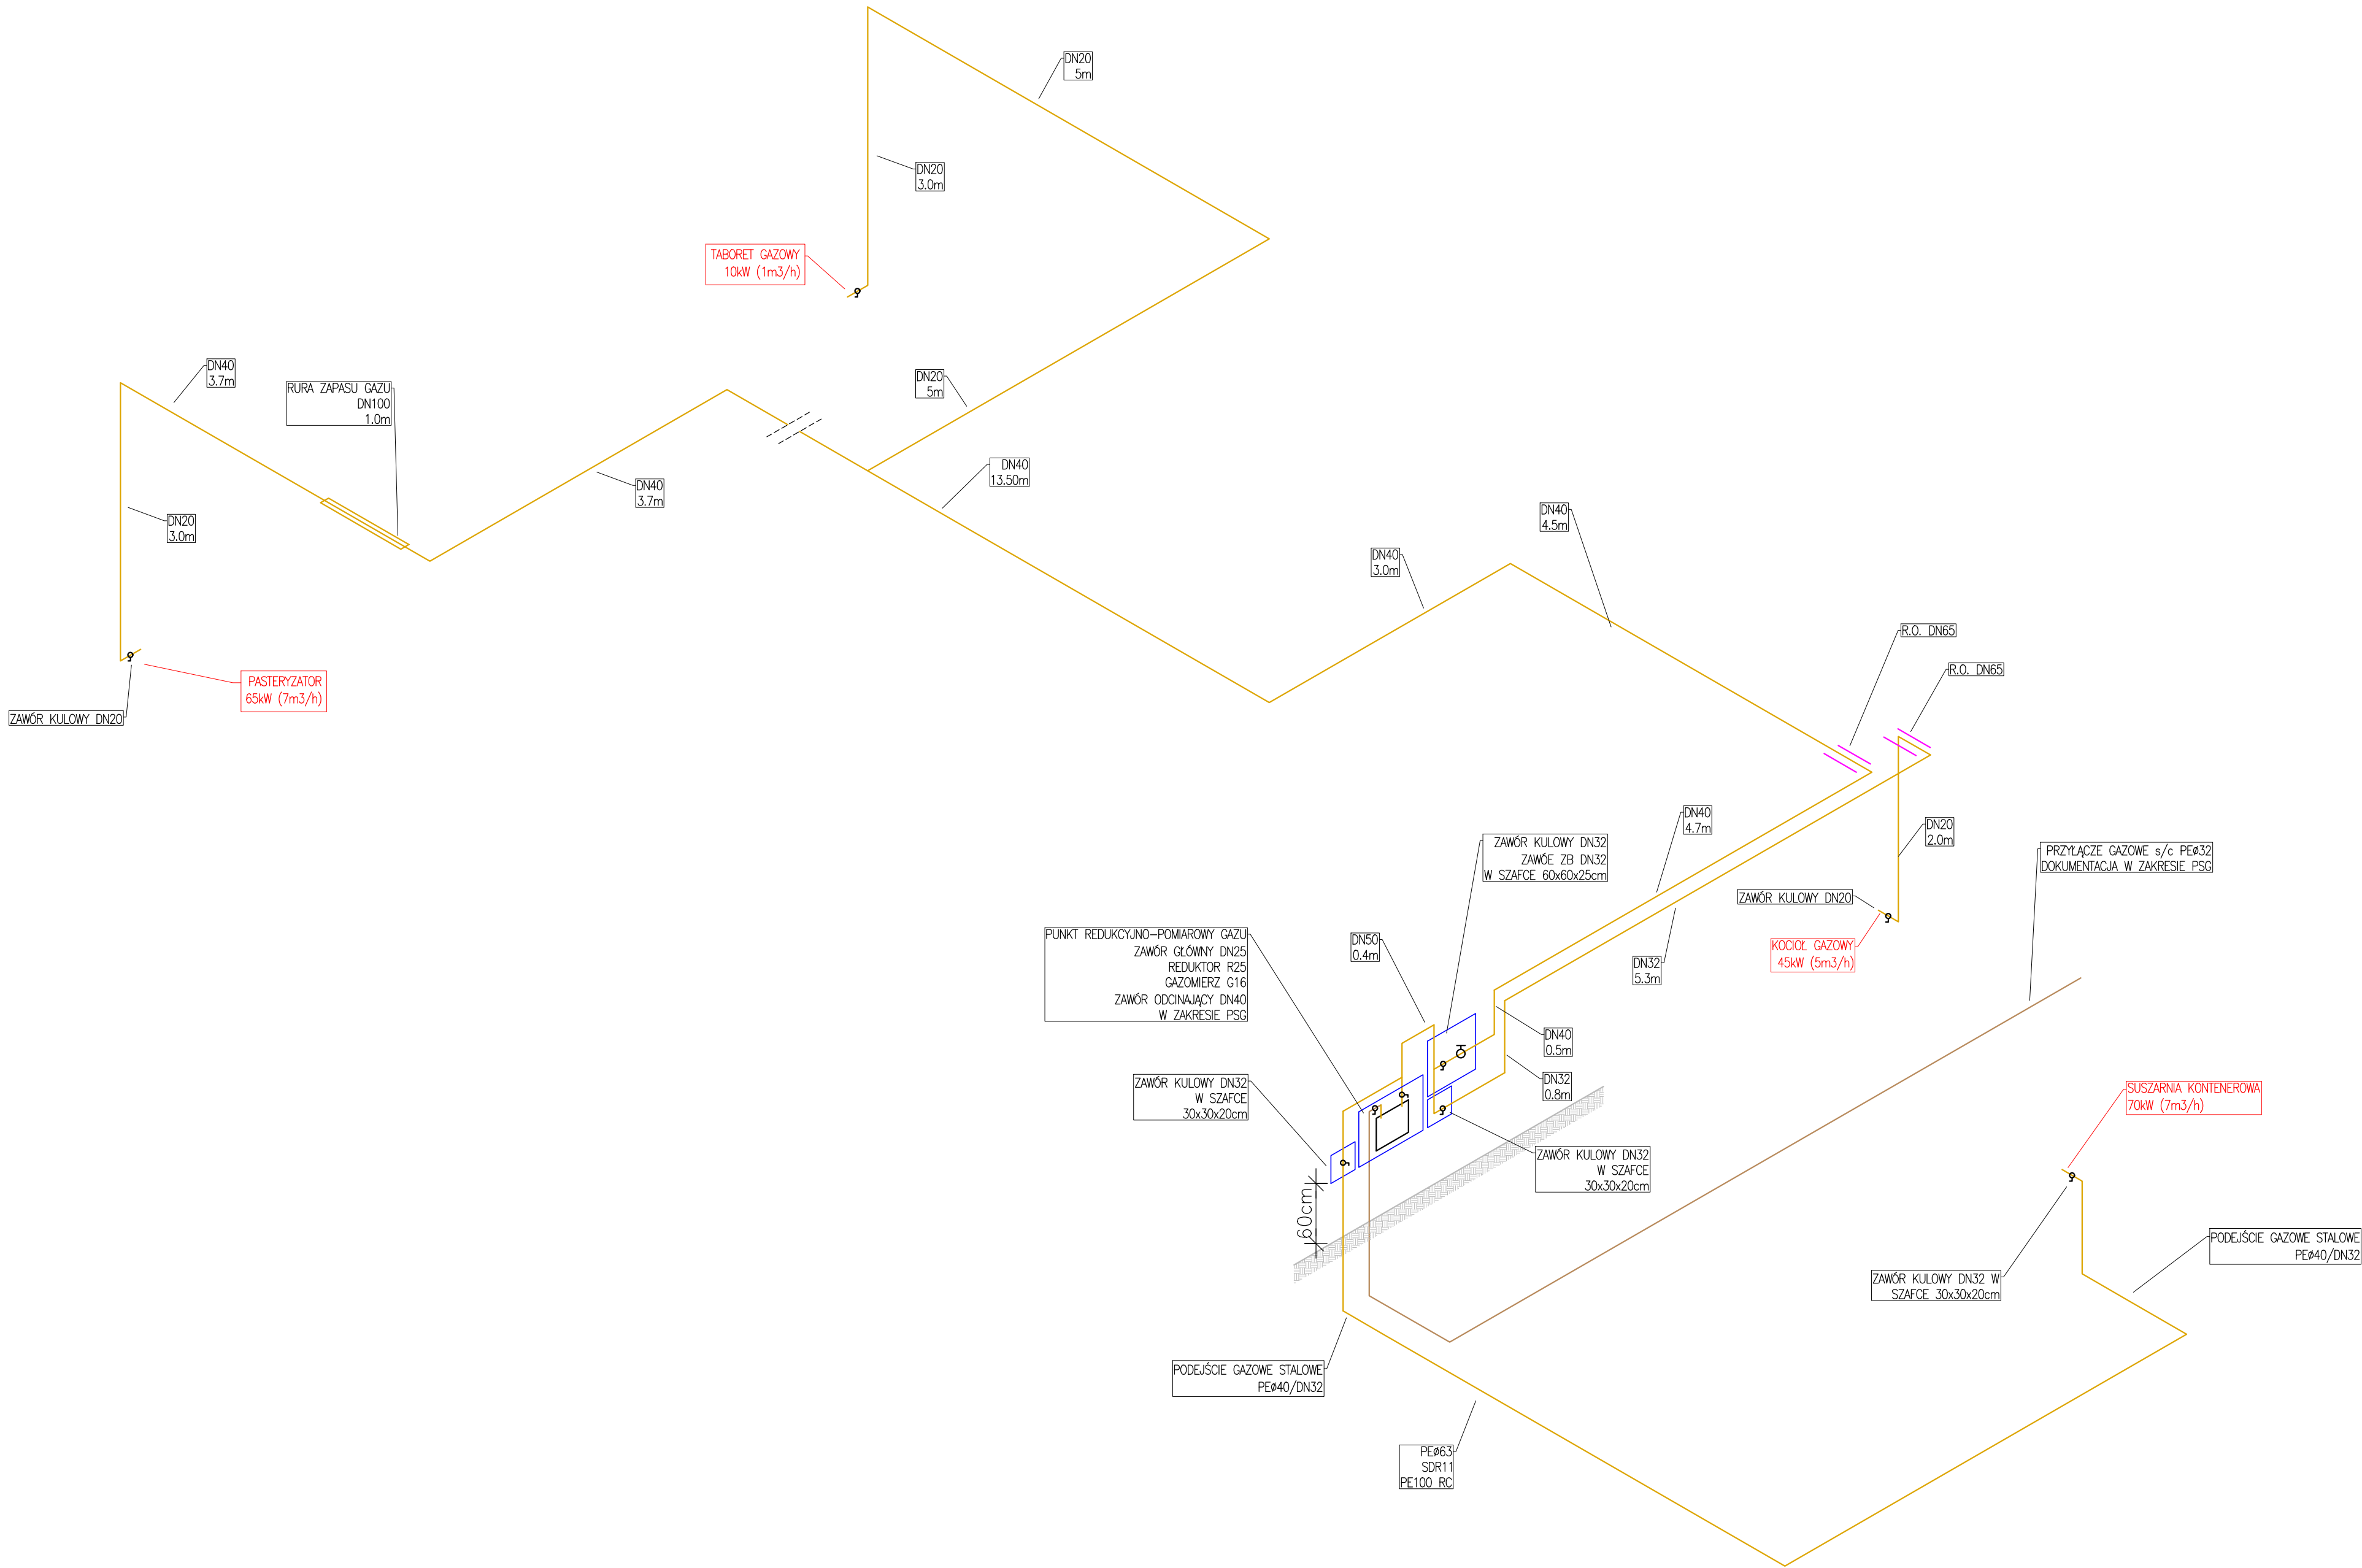 DN20
5m
DN20
3.0m
TABORET GAZOWY
10kW (1m3/h)
DN40
3.7m
RURA ZAPASU GAZU
DN100
1.0m
DN20
5m
DN40
13.50m
DN40
3.7m
DN20
3.0m
DN40
4.5m
DN40
3.0m
R.O. DN65
R.O. DN65
PASTERYZATOR
65kW (7m3/h)
ZAWÓR KULOWY DN20
DN40
4.7m
DN20
2.0m
ZAWÓR KULOWY DN32
ZAWÓE ZB DN32
W SZAFCE 60x60x25cm
PRZYŁĄCZE GAZOWE s/c PEø32
DOKUMENTACJA W ZAKRESIE PSG
ZAWÓR KULOWY DN20
KOCIOŁ GAZOWY
45kW (5m3/h)
PUNKT REDUKCYJNO-POMIAROWY GAZU
ZAWÓR GŁÓWNY DN25
REDUKTOR R25
GAZOMIERZ G16
ZAWÓR ODCINAJĄCY DN40
W ZAKRESIE PSG
DN50
0.4m
DN32
5.3m
DN40
0.5m
DN32
0.8m
ZAWÓR KULOWY DN32
W SZAFCE
30x30x20cm
SUSZARNIA KONTENEROWA
70kW (7m3/h)
ZAWÓR KULOWY DN32
W SZAFCE
30x30x20cm
60cm
PODEJŚCIE GAZOWE STALOWE
PEø40/DN32
ZAWÓR KULOWY DN32 W
SZAFCE 30x30x20cm
PODEJŚCIE GAZOWE STALOWE
PEø40/DN32
PEø63
SDR11
PE100 RC